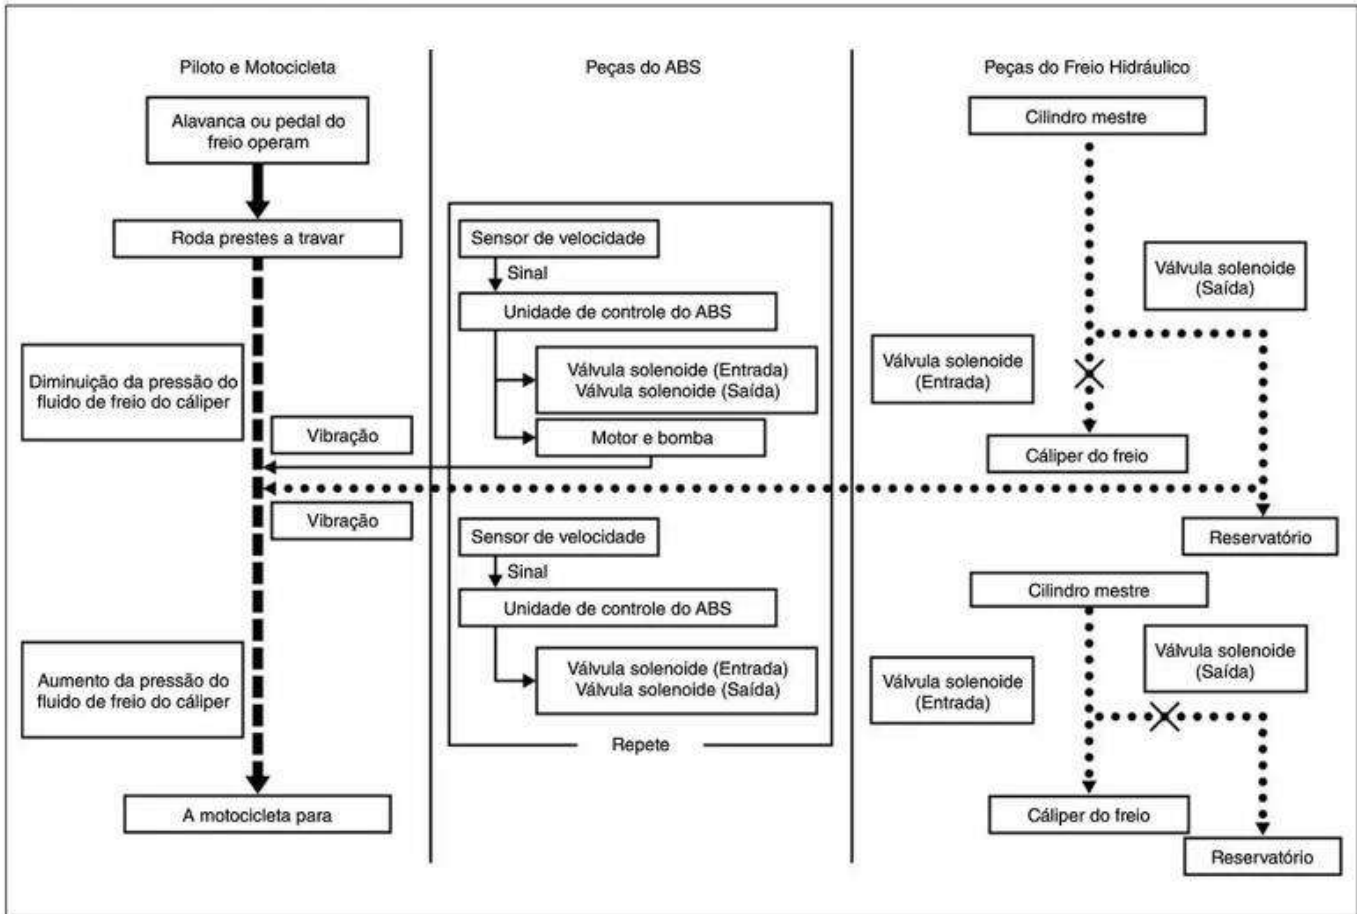 Piloto e Motocicleta
Alavanca ou pedal do
freio operam
Roda prestes a travar
Diminuição da pressão do
fluido de freio do cáliper
Vibração
Vibração
Aumento da pressão do
fluido de freio do cáliper
A motocicleta para
Peças do ABS
Sensor de velocidade
Sinal
Unidade de controle do ABS
Válvula solenoide (Entrada)
Válvula solenoide (Saída)
Motor e bomba
Sensor de velocidade
Sinal
Unidade de controle do ABS
Válvula solenoide (Entrada)
Válvula solenoide (Saída)
Repete
Peças do Freio Hidráulico
Cilindro mestre
Válvula solenoide
(Saída)
Válvula solenoide
(Entrada)
Cáliper do freio
Reservatório
Cilindro mestre
Válvula solenoide
(Saída)
Válvula solenoide
(Entrada)
Cáliper do freio
Reservatório